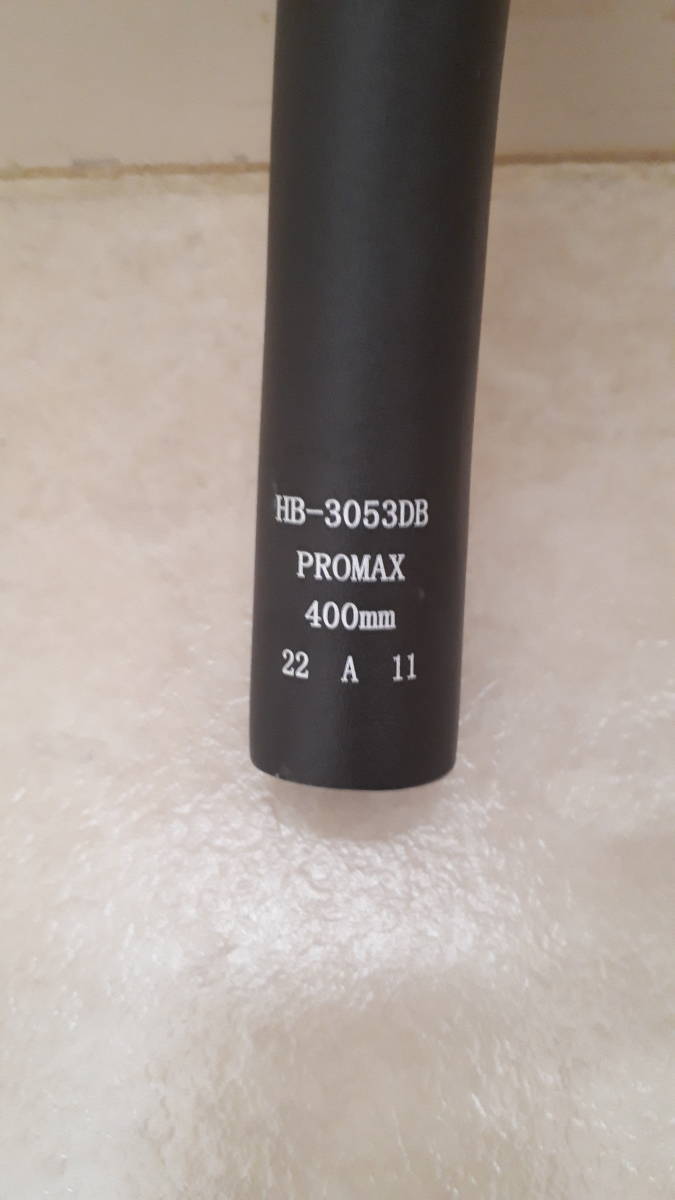 HB-3053DB
PROMAX
400mm
22 A 11